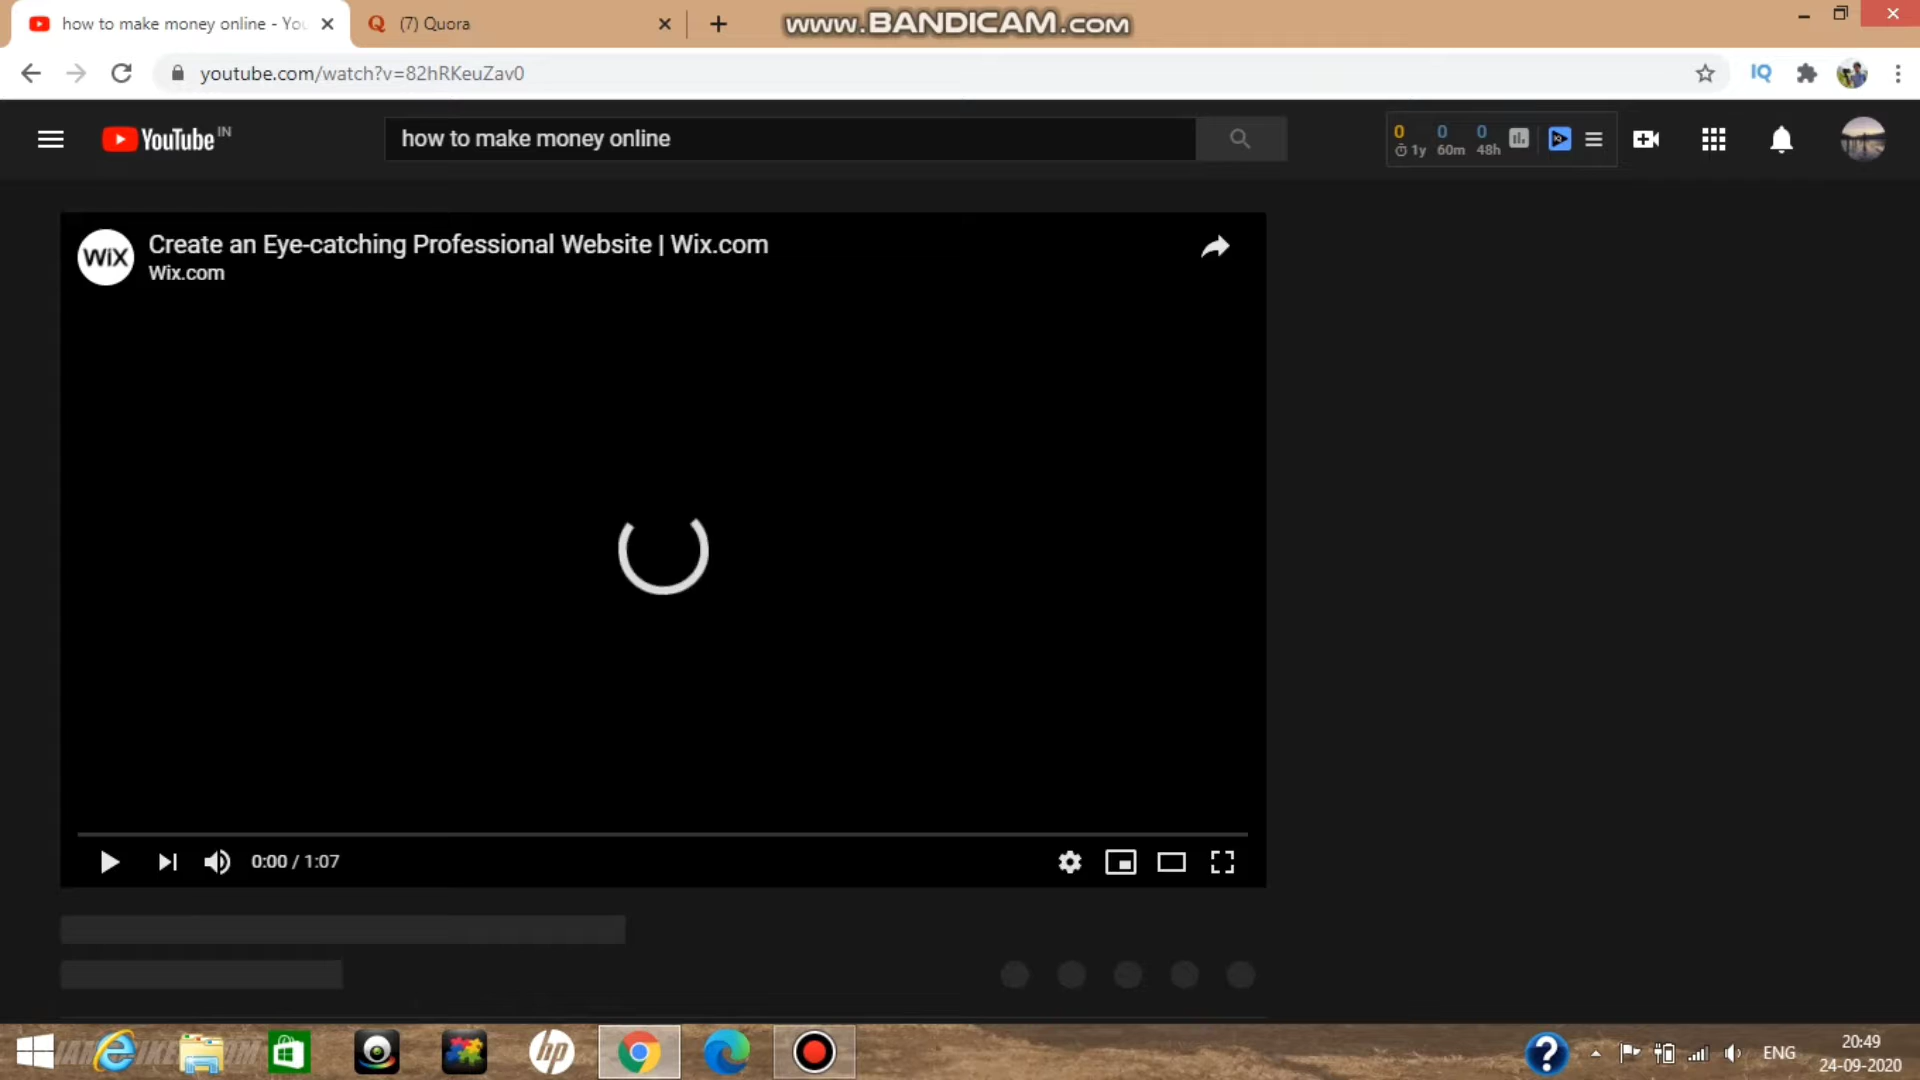 how to make money online - You
(7) Quora
www.BANDICAM.com
youtube.com/watch?v=82hRKeuZav0
IQ
YouTube IN
how to make money online
0 0 0
1y 60m 48h
WIX
Create an Eye-catching Professional Website | Wix.com
Wix.com
0:00 / 1:07
hp
ENG
20:49
24-09-2020